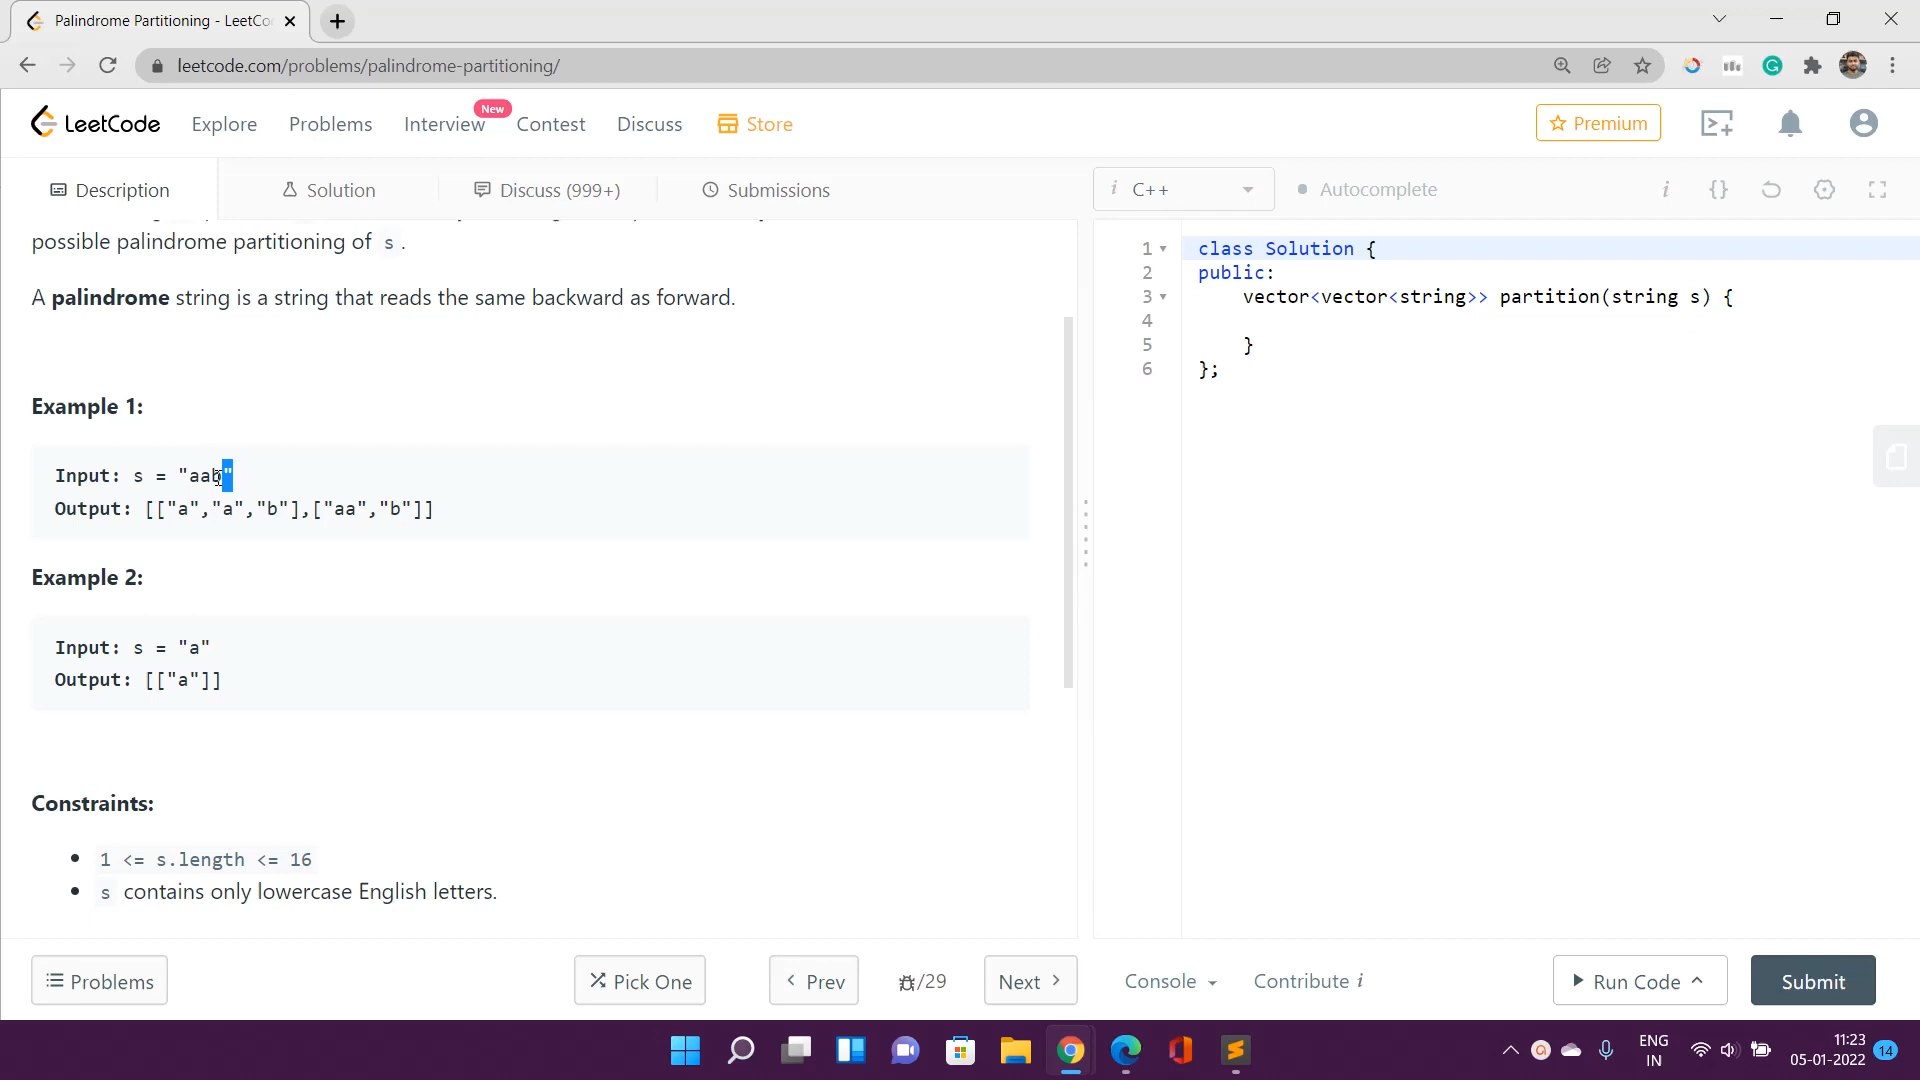 Palindrome Partitioning - LeetCo
leetcode.com/problems/palindrome-partitioning/
LeetCode
Explore
Problems
Interview
New
Contest
Discuss
Store
Premium
Description
Solution
Discuss (999+)
Submissions
i C++
Autocomplete
i
{}
possible palindrome partitioning of s .
A palindrome string is a string that reads the same backward as forward.
Example 1:
Input: s = "aab"
Output: [["a","a","b"],["aa","b"]]
Example 2:
Input: s = "a"
Output: [["a"]]
Constraints:
1 <= s.length <= 16
s contains only lowercase English letters.
1 class Solution {
2 public:
3 vector<vector<string>> partition(string s) {
4
5 }
6 };
Problems
Pick One
Prev
/29
Next
Console
Contribute i
Run Code
Submit
ENG
IN
11:23
05-01-2022
14